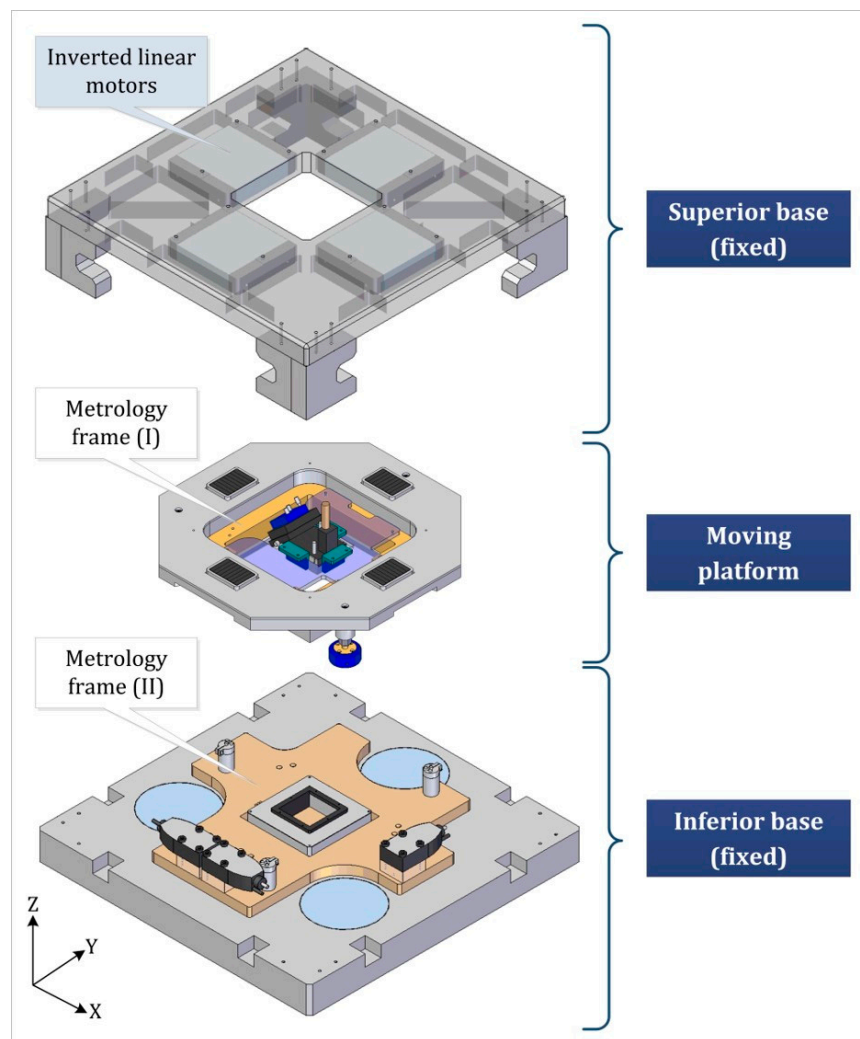 Inverted linear
motors
Superior base
(fixed)
Metrology
frame (I)
Moving
platform
Metrology
frame (II)
Inferior base
(fixed)
Z
Y
X